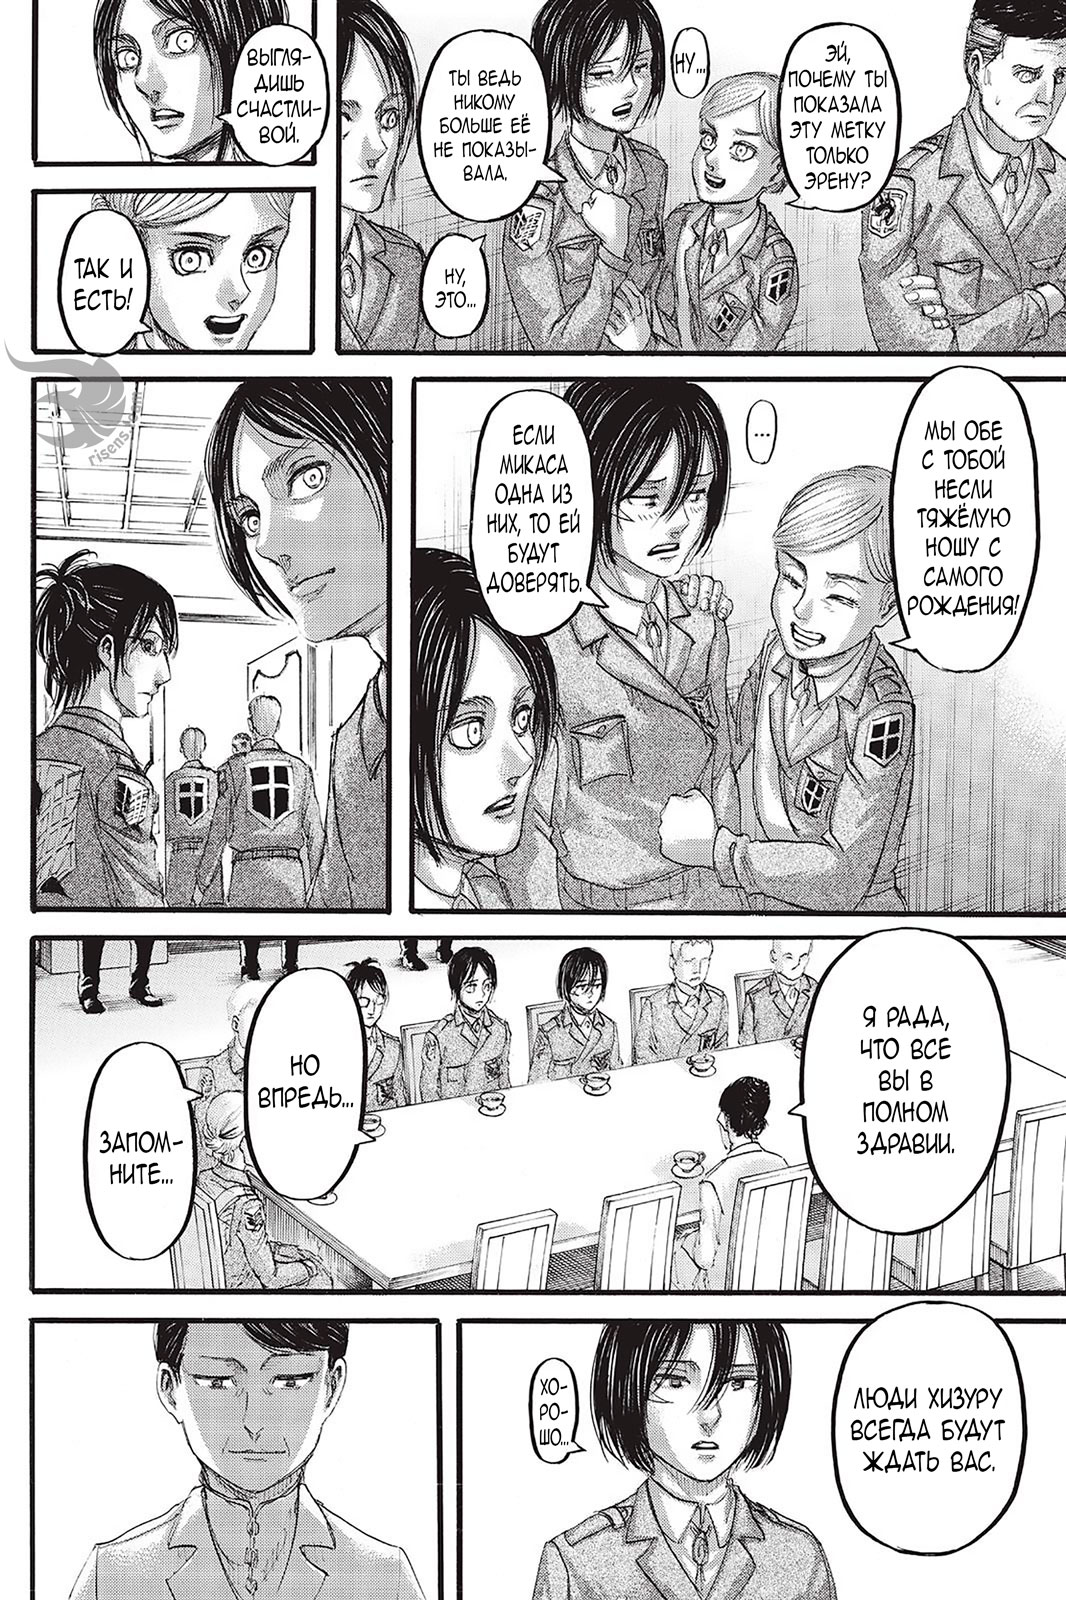 ЭЙ,
ПОЧЕМУ ТЫ
ПОКАЗАЛА
ЭТУ МЕТКУ
ТОЛЬКО
ЭРЕНУ?
НУ...
ТЫ ВЕДЬ
НИКОМУ
БОЛЬШЕ ЕЁ
НЕ ПОКАЗЫ-
ВАЛА.
НУ,
ЭТО...
ВЫГЛЯ-
ДИШЬ
СЧАСТЛИ-
ВОЙ.
ТАК И
ЕСТЬ!
МЫ ОБЕ
С ТОБОЙ
НЕСЛИ
ТЯЖЁЛУЮ
НОШУ С
САМОГО
РОЖДЕНИЯ!
...
ЕСЛИ
МИКАСА
ОДНА ИЗ
НИХ, ТО ЕЙ
БУДУТ
ДОВЕРЯТЬ.
Я РАДА,
ЧТО ВСЕ
ВЫ В
ПОЛНОМ
ЗДРАВИИ.
НО
ВПРЕДЬ...
ЗАПОМ-
НИТЕ...
ЛЮДИ ХИЗУРУ
ВСЕГДА БУДУТ
ЖДАТЬ ВАС.
ХО-
РО-
ШО...